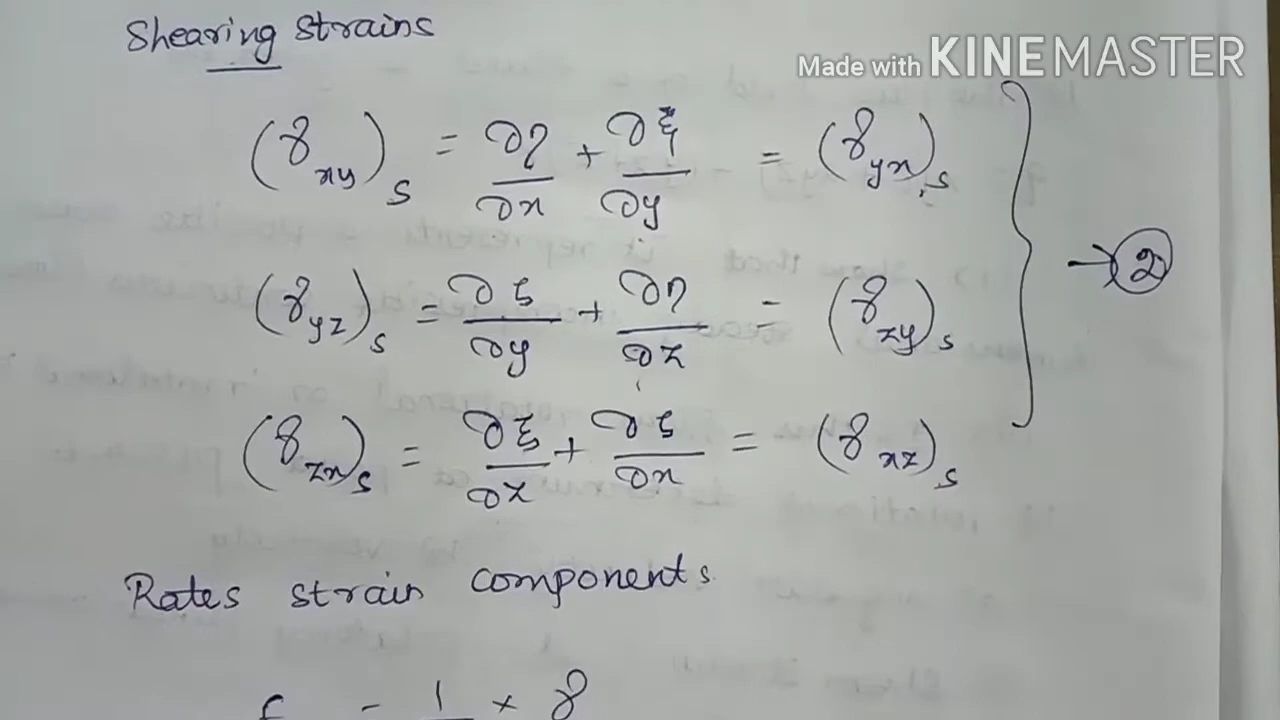 Shearing strains
Made with KINEMASTER
(γxy)s = ∂η/∂x + ∂ξ/∂y = (γyx)s
(γyz)s = ∂ζ/∂y + ∂η/∂z = (γzy)s → ②
(γzx)s = ∂ξ/∂z + ∂ζ/∂x = (γxz)s
Rates strain components